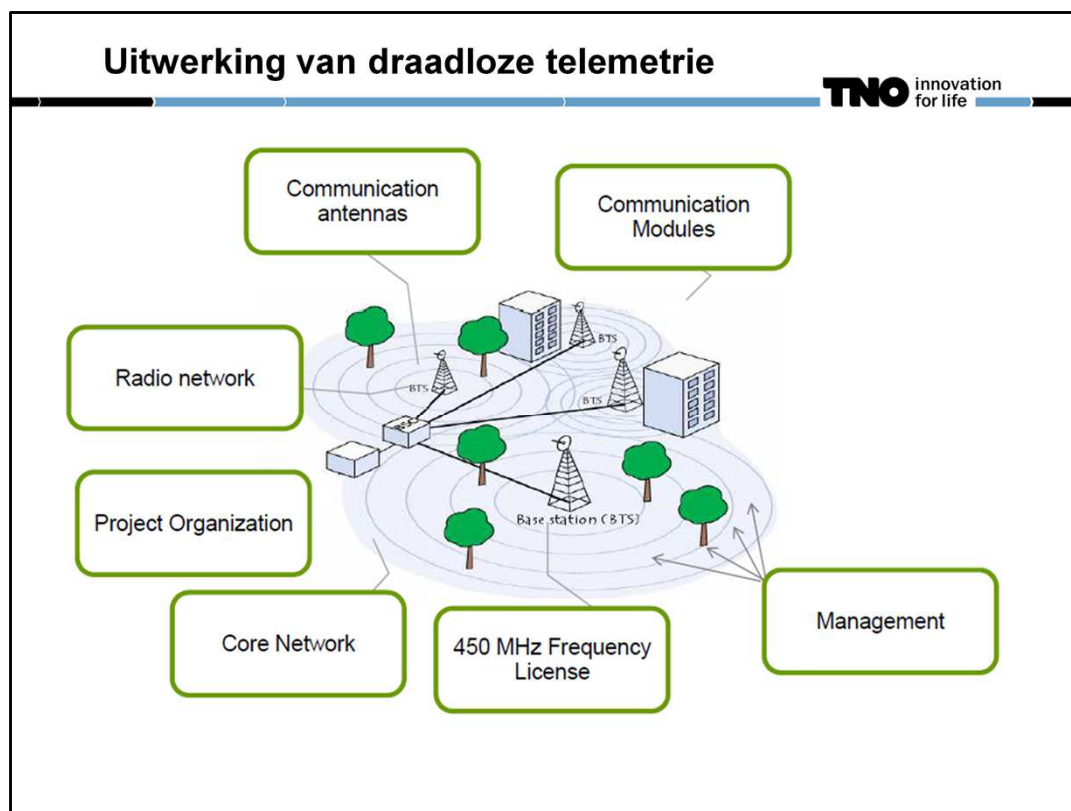 Uitwerking van draadloze telemetrie
TNO innovation
for life
Communication
antennas
Communication
Modules
Radio network
BTS
BTS
BTS
Project Organization
Base station (BTS)
Core Network
450 MHz Frequency
License
Management